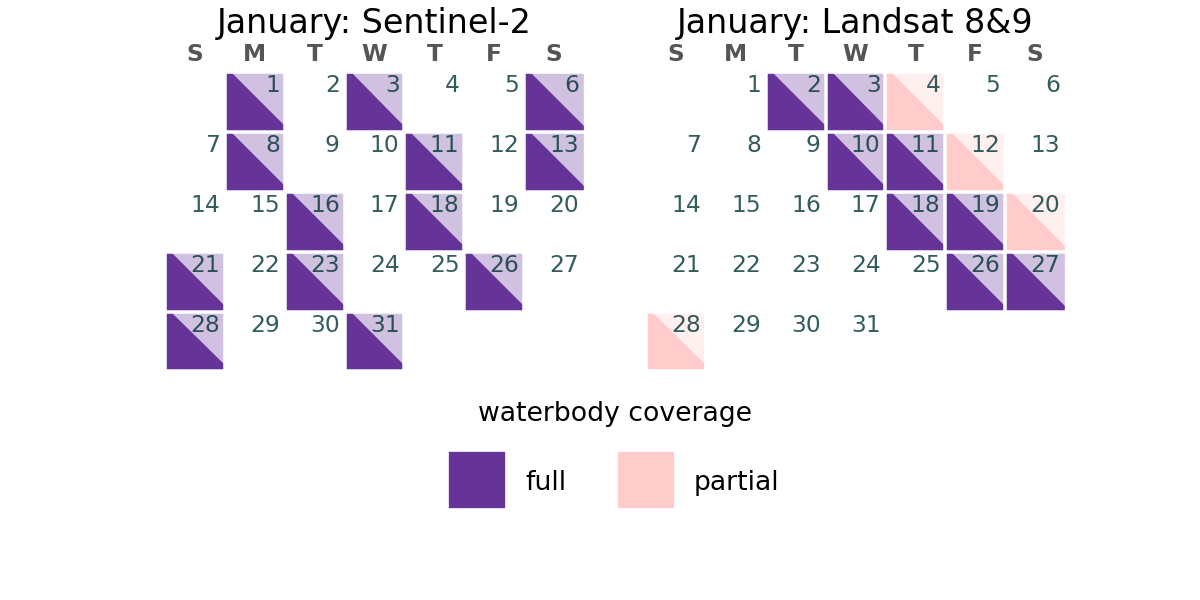 January: Sentinel-2
S M T W T F S
1 2 3 4 5 6
7 8 9 10 11 12 13
14 15 16 17 18 19 20
21 22 23 24 25 26 27
28 29 30 31
January: Landsat 8&9
S M T W T F S
1 2 3 4 5 6
7 8 9 10 11 12 13
14 15 16 17 18 19 20
21 22 23 24 25 26 27
28 29 30 31
waterbody coverage
full partial